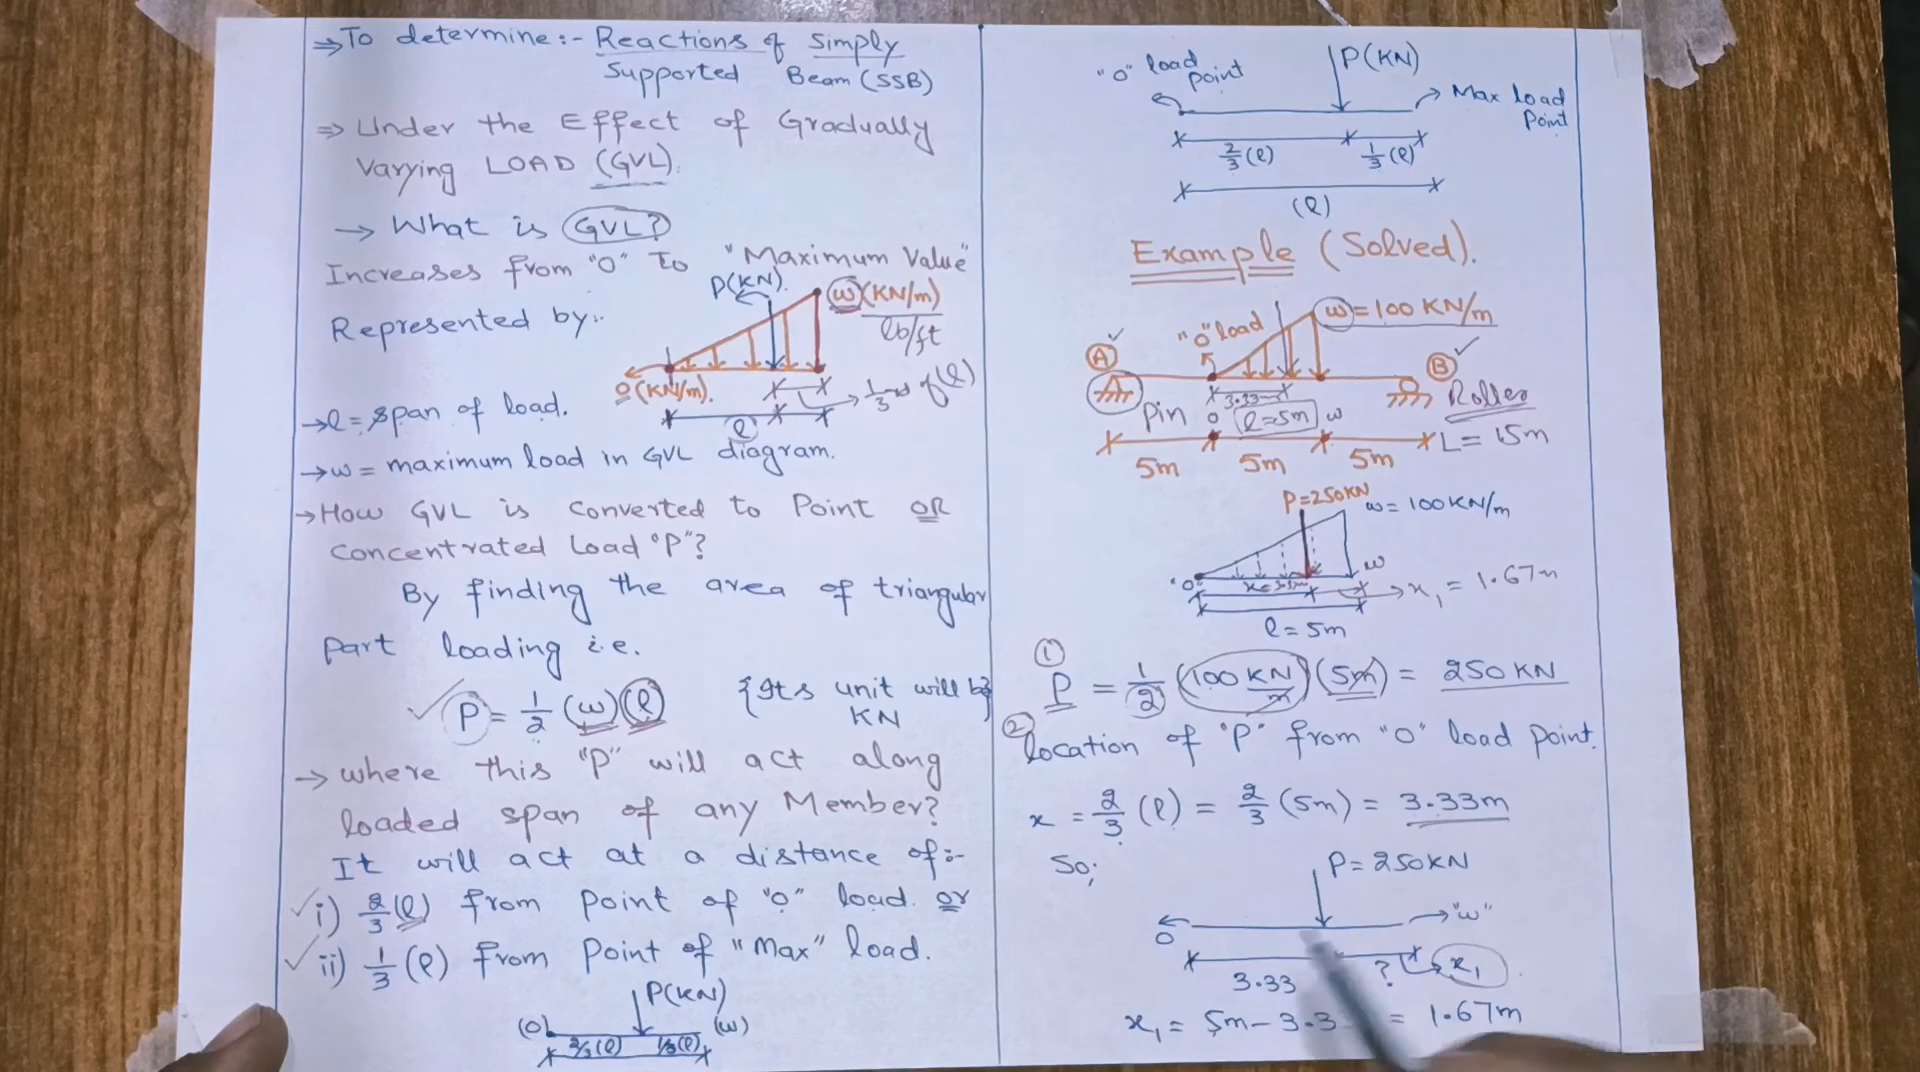 ⇒To determine:- Reactions of Simply
Supported Beam (SSB)
⇒ Under the Effect of Gradually
Varying LOAD (GVL).
→ What is GVL?
Increases from "0" To "Maximum Value"
Represented by:-
P(KN).
w(KN/m)
lb/ft
0(KN/m).
1/3rd of (l)
l
→l = span of load.
→w = maximum load in GVL diagram.
→How GVL is Converted to Point OR
Concentrated Load "P"?
By finding the area of triangular
Part loading i.e.
P = 1/2 (w)(l) {Its unit will be}
KN
→ where this "P" will act along
loaded span of any Member?
It will act at a distance of:-
i) 2/3(l) from point of "0" load. or
ii) 1/3(l) from Point of "Max" load.
P(KN)
(0) (w)
2/3(l) 1/3(l)
"0" load point
P(KN)
Max load Point
2/3(l) 1/3(l)
(l)
Example (Solved).
"0" load w=100 KN/m
A B
Pin 3.33m Roller
0 l=5m w
5m 5m 5m L= 15m
P=250KN w= 100KN/m
"0" w
x=3.33m x₁ = 1.67m
l= 5m
① P = 1/2 (100 KN/m)(5m) = 250 KN
② location of "P" from "0" load point.
x = 2/3 (l) = 2/3 (5m) = 3.33m
So;
P= 250KN
0 "w"
3.33 ? x₁
x₁ = 5m- 3.3 = 1.67m